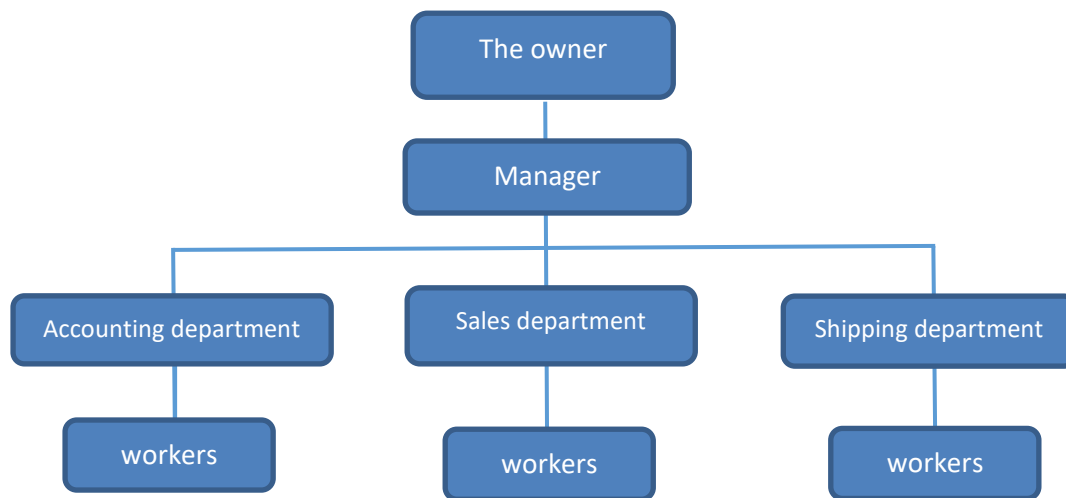 The owner
Manager
Accounting department
Sales department
Shipping department
workers
workers
workers